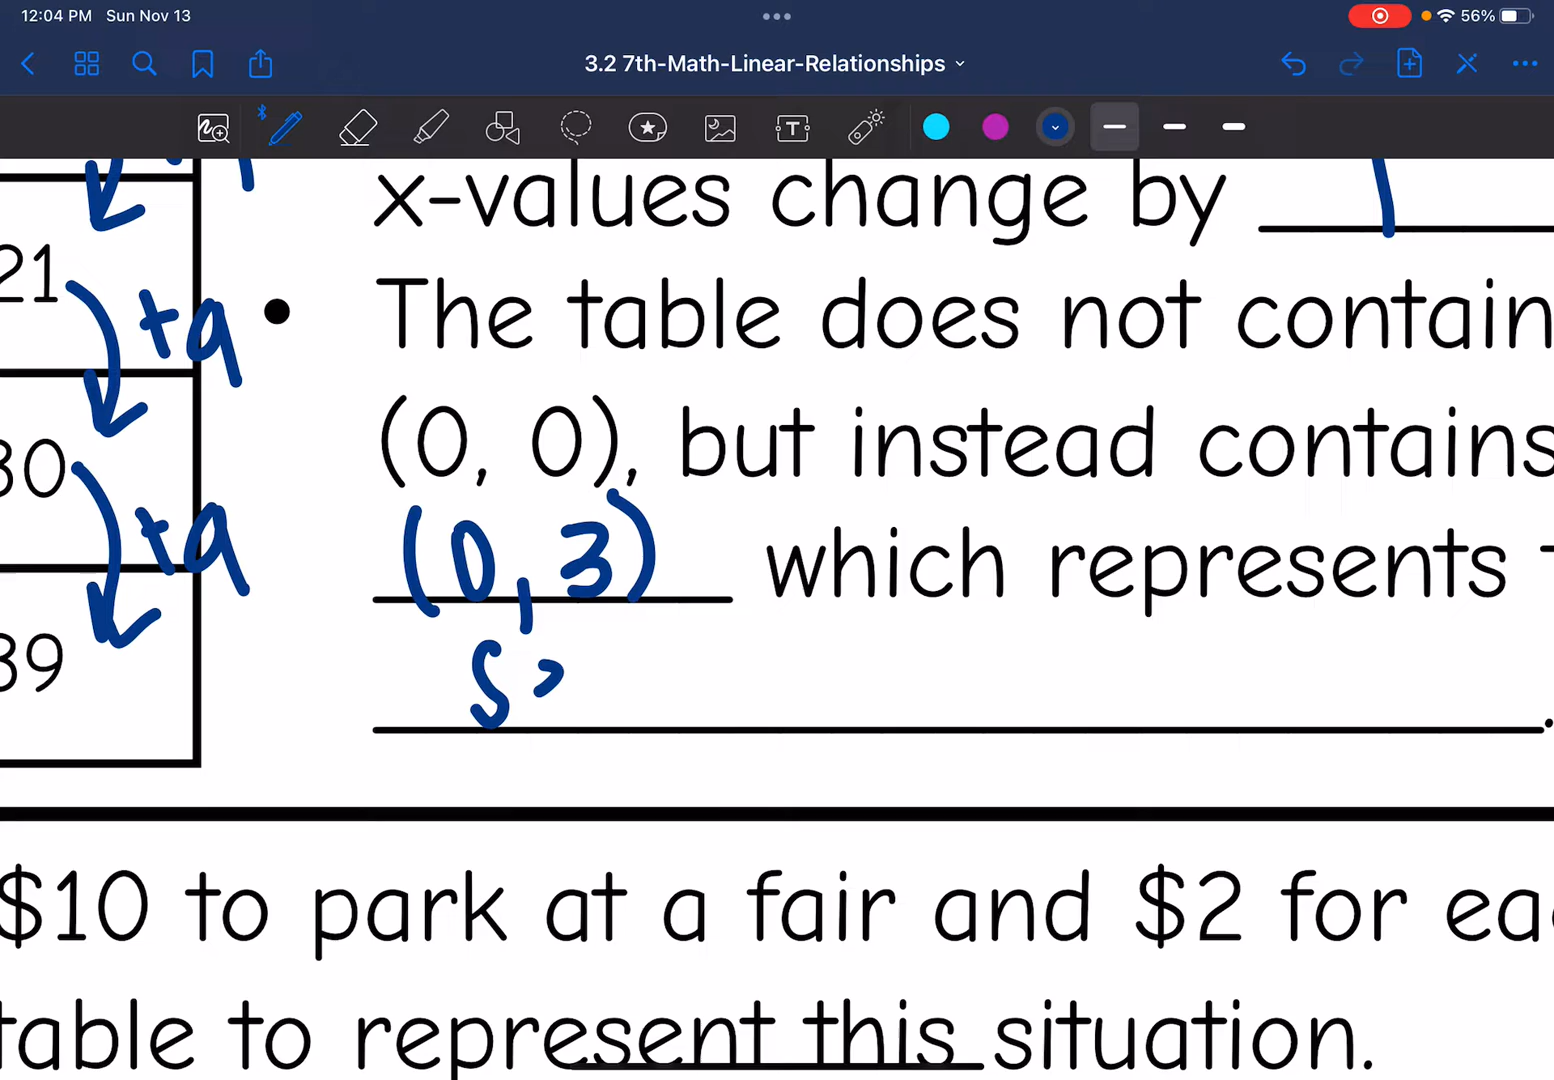 12:04 PM Sun Nov 13
56%
3.2 7th-Math-Linear-Relationships
T
x-values change by
21
+9
The table does not contain
(0, 0), but instead contains
30
+9
(0, 3) which represents
39
$10 to park at a fair and $2 for
table to represent this situation.